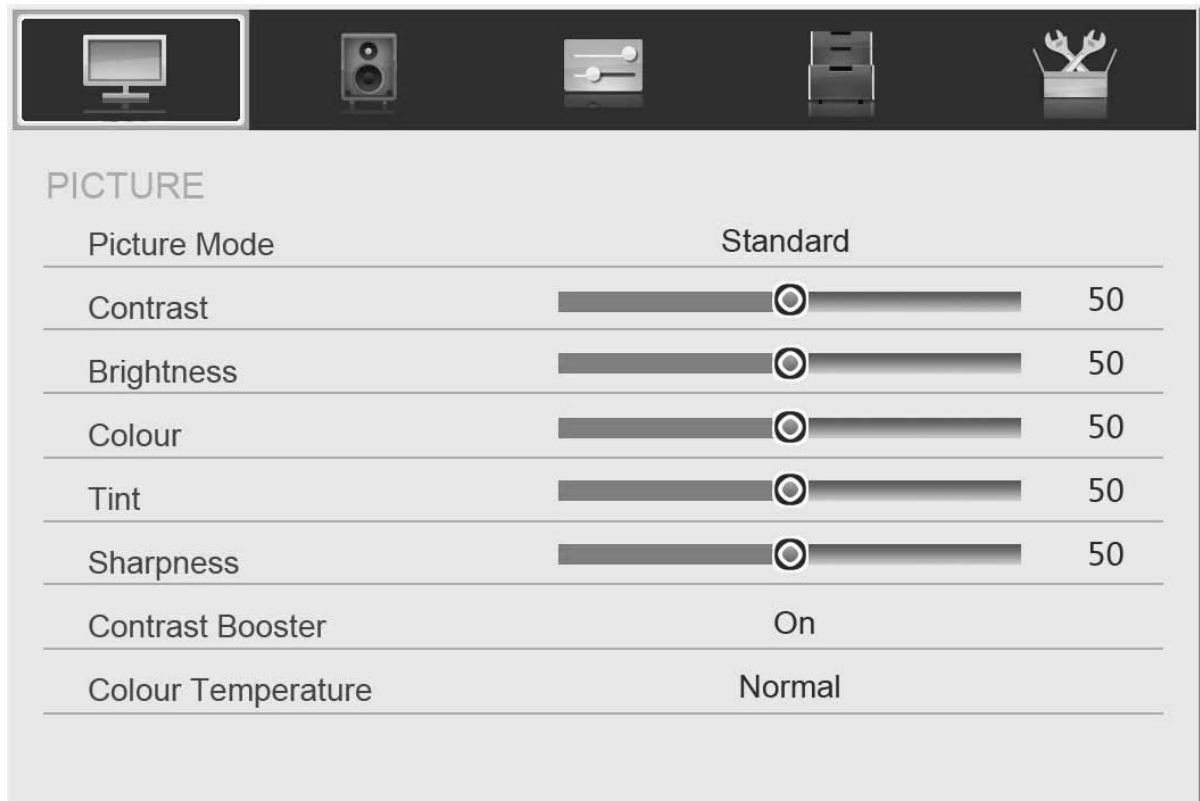 PICTURE
Picture Mode Standard
Contrast 50
Brightness 50
Colour 50
Tint 50
Sharpness 50
Contrast Booster On
Colour Temperature Normal